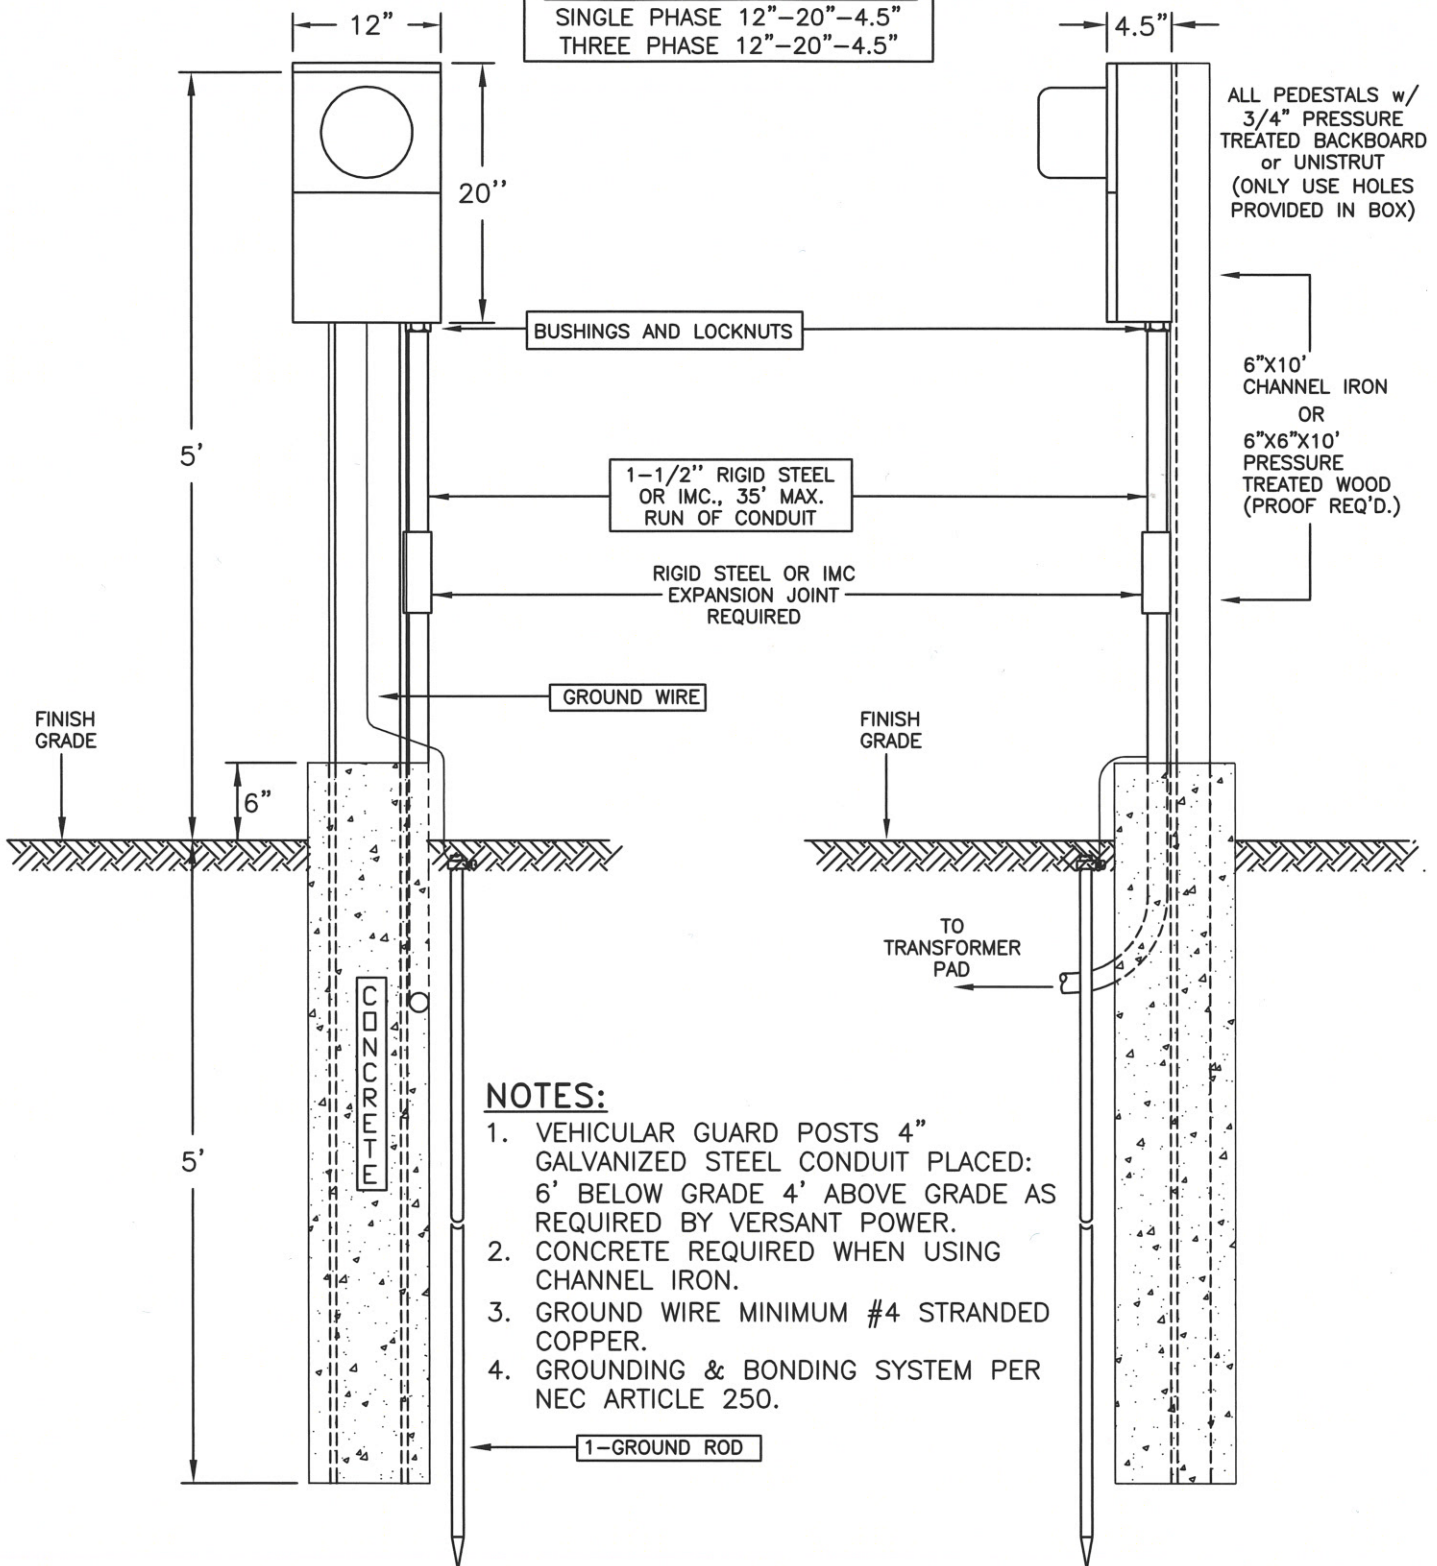 SINGLE PHASE 12"-20"-4.5"
THREE PHASE 12"-20"-4.5"
12"
4.5"
20"
ALL PEDESTALS w/
3/4" PRESSURE
TREATED BACKBOARD
or UNISTRUT
(ONLY USE HOLES
PROVIDED IN BOX)
BUSHINGS AND LOCKNUTS
6"X10'
CHANNEL IRON
OR
6"X6"X10'
PRESSURE
TREATED WOOD
(PROOF REQ'D.)
5'
1-1/2" RIGID STEEL
OR IMC., 35' MAX.
RUN OF CONDUIT
RIGID STEEL OR IMC
EXPANSION JOINT
REQUIRED
GROUND WIRE
FINISH
GRADE
FINISH
GRADE
6"
TO
TRANSFORMER
PAD
CONCRETE
5'
NOTES:
1. VEHICULAR GUARD POSTS 4"
GALVANIZED STEEL CONDUIT PLACED:
6' BELOW GRADE 4' ABOVE GRADE AS
REQUIRED BY VERSANT POWER.
2. CONCRETE REQUIRED WHEN USING
CHANNEL IRON.
3. GROUND WIRE MINIMUM #4 STRANDED
COPPER.
4. GROUNDING & BONDING SYSTEM PER
NEC ARTICLE 250.
1-GROUND ROD